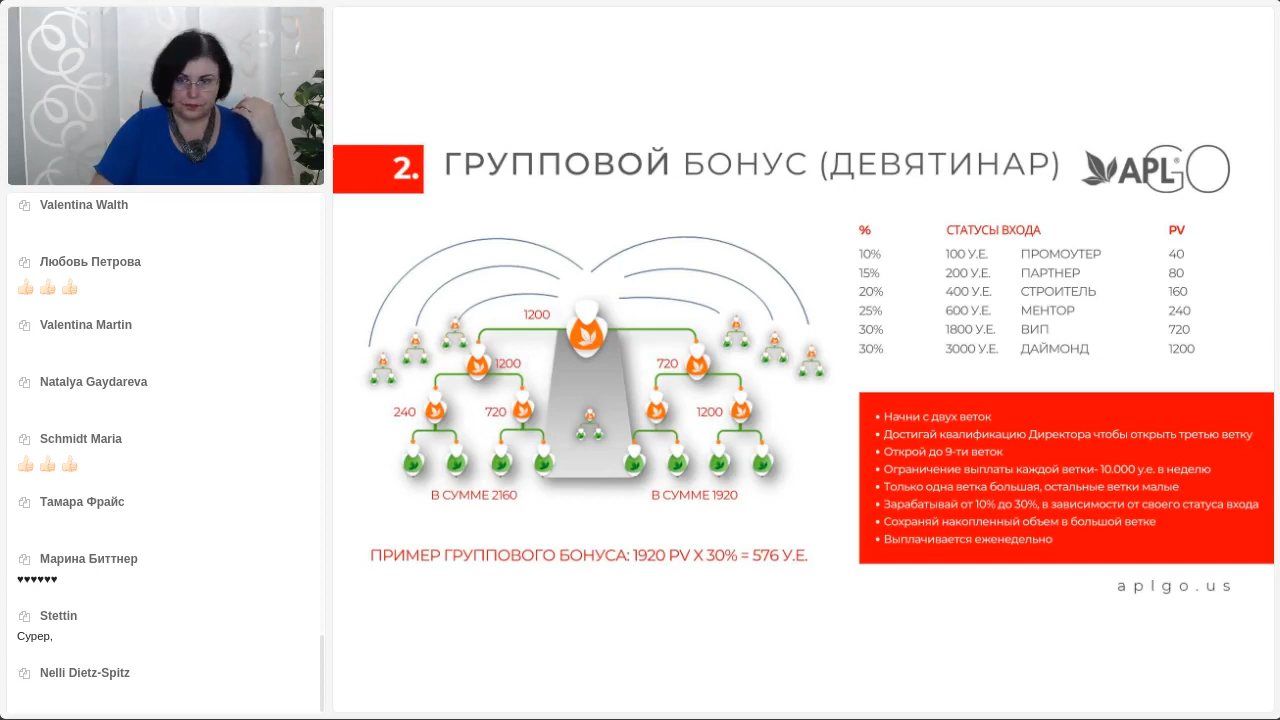 Valentina Walth
Любовь Петрова
Valentina Martin
Natalya Gaydareva
Schmidt Maria
Тамара Фрайс
Марина Биттнер
♥♥♥♥♥♥
Stettin
Сурер,
Nelli Dietz-Spitz
2. ГРУППОВОЙ БОНУС (ДЕВЯТИНАР)
APLGO
1200
1200
720
240
720
1200
В СУММЕ 2160
В СУММЕ 1920
ПРИМЕР ГРУППОВОГО БОНУСА: 1920 PV X 30% = 576 У.Е.
% СТАТУСЫ ВХОДА PV
10% 100 У.Е. ПРОМОУТЕР 40
15% 200 У.Е. ПАРТНЕР 80
20% 400 У.Е. СТРОИТЕЛЬ 160
25% 600 У.Е. МЕНТОР 240
30% 1800 У.Е. ВИП 720
30% 3000 У.Е. ДАЙМОНД 1200
• Начни с двух веток
• Достигай квалификацию Директора чтобы открыть третью ветку
• Открой до 9-ти веток
• Ограничение выплаты каждой ветки- 10.000 у.е. в неделю
• Только одна ветка большая, остальные ветки малые
• Зарабатывай от 10% до 30%, в зависимости от своего статуса входа
• Сохраняй накопленный объем в большой ветке
• Выплачивается еженедельно
aplgo.us